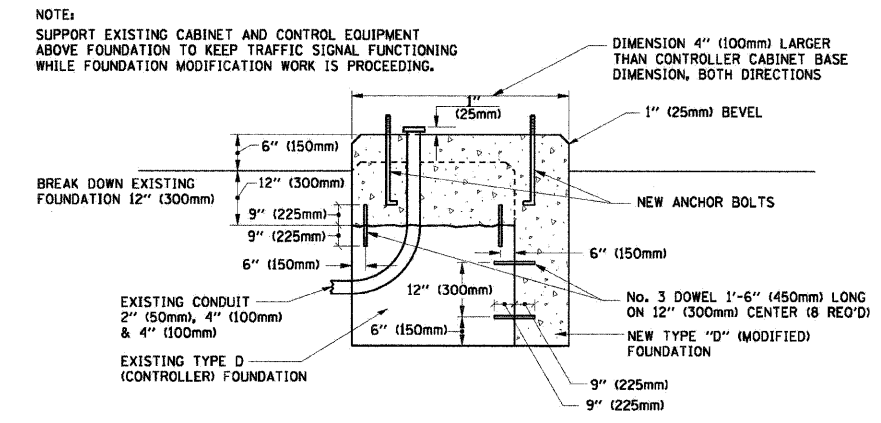 NOTE:
SUPPORT EXISTING CABINET AND CONTROL EQUIPMENT
ABOVE FOUNDATION TO KEEP TRAFFIC SIGNAL FUNCTIONING
WHILE FOUNDATION MODIFICATION WORK IS PROCEEDING.
DIMENSION 4" (100mm) LARGER
THAN CONTROLLER CABINET BASE
DIMENSION, BOTH DIRECTIONS
1"
(25mm)
1" (25mm) BEVEL
6" (150mm)
BREAK DOWN EXISTING
FOUNDATION 12" (300mm)
12" (300mm)
NEW ANCHOR BOLTS
9" (225mm)
9" (225mm)
6" (150mm)
6" (150mm)
12" (300mm)
6" (150mm)
EXISTING CONDUIT
2" (50mm), 4" (100mm)
& 4" (100mm)
No. 3 DOWEL 1'-6" (450mm) LONG
ON 12" (300mm) CENTER (8 REQ'D)
NEW TYPE "D" (MODIFIED)
FOUNDATION
EXISTING TYPE D
(CONTROLLER) FOUNDATION
9" (225mm)
9" (225mm)